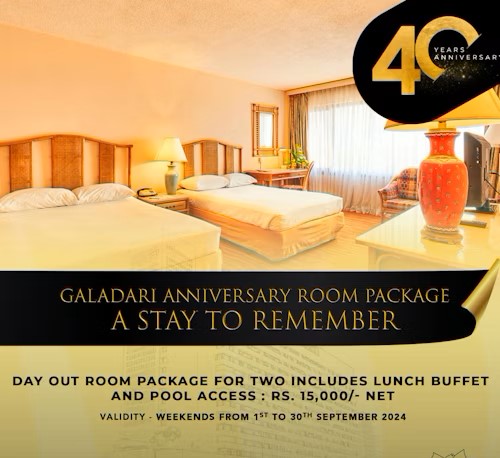 40 YEARS
ANNIVERSARY
GALADARI ANNIVERSARY ROOM PACKAGE
A STAY TO REMEMBER
DAY OUT ROOM PACKAGE FOR TWO INCLUDES LUNCH BUFFET
AND POOL ACCESS : RS. 15,000/- NET
VALIDITY - WEEKENDS FROM 1ST TO 30TH SEPTEMBER 2024